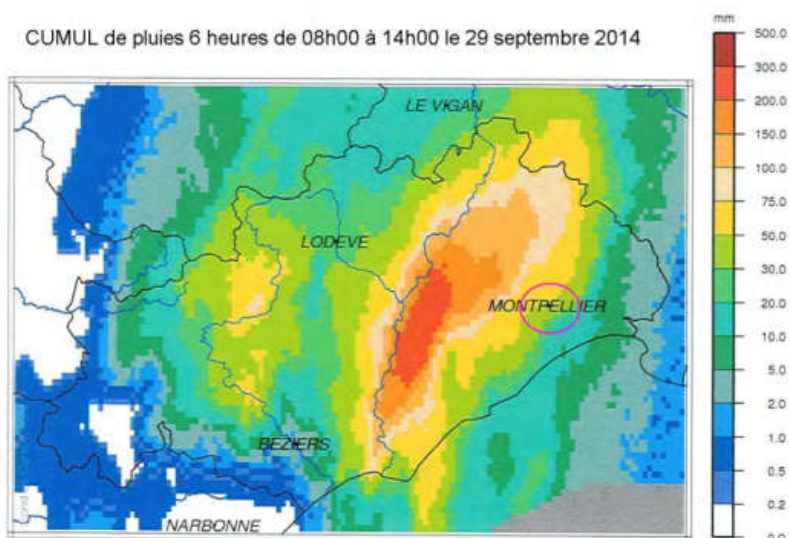 CUMUL de pluies 6 heures de 08h00 à 14h00 le 29 septembre 2014
mm
500.0
300.0
200.0
150.0
100.0
75.0
50.0
30.0
20.0
10.0
5.0
2.0
1.0
0.5
0.2
0.0
LE VIGAN
LODEVE
MONTPELLIER
BEZIERS
NARBONNE